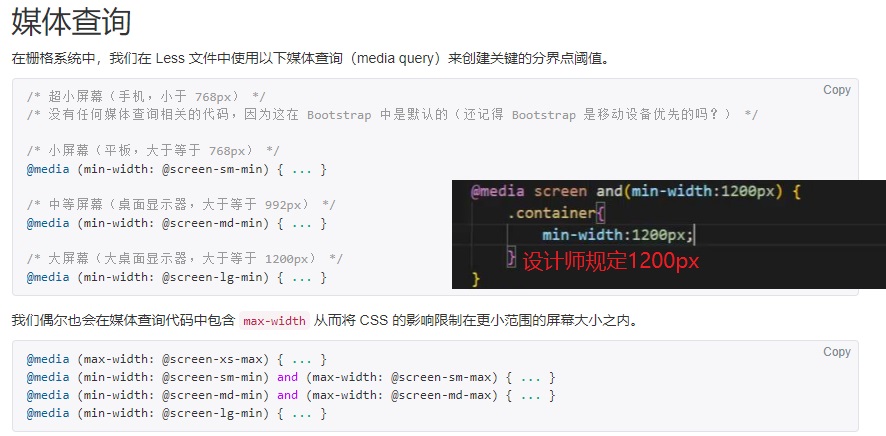 媒体查询
在栅格系统中，我们在 Less 文件中使用以下媒体查询（media query）来创建关键的分界点阈值。
Copy
/* 超小屏幕（手机，小于 768px） */
/* 没有任何媒体查询相关的代码，因为这在 Bootstrap 中是默认的（还记得 Bootstrap 是移动设备优先的吗？） */
/* 小屏幕（平板，大于等于 768px） */
@media (min-width: @screen-sm-min) { ... }
/* 中等屏幕（桌面显示器，大于等于 992px） */
@media (min-width: @screen-md-min) { ... }
/* 大屏幕（大桌面显示器，大于等于 1200px） */
@media (min-width: @screen-lg-min) { ... }
@media screen and(min-width:1200px) {
.container{
min-width:1200px;
} 设计师规定1200px
}
我们偶尔也会在媒体查询代码中包含 max-width 从而将 CSS 的影响限制在更小范围的屏幕大小之内。
Copy
@media (max-width: @screen-xs-max) { ... }
@media (min-width: @screen-sm-min) and (max-width: @screen-sm-max) { ... }
@media (min-width: @screen-md-min) and (max-width: @screen-md-max) { ... }
@media (min-width: @screen-lg-min) { ... }